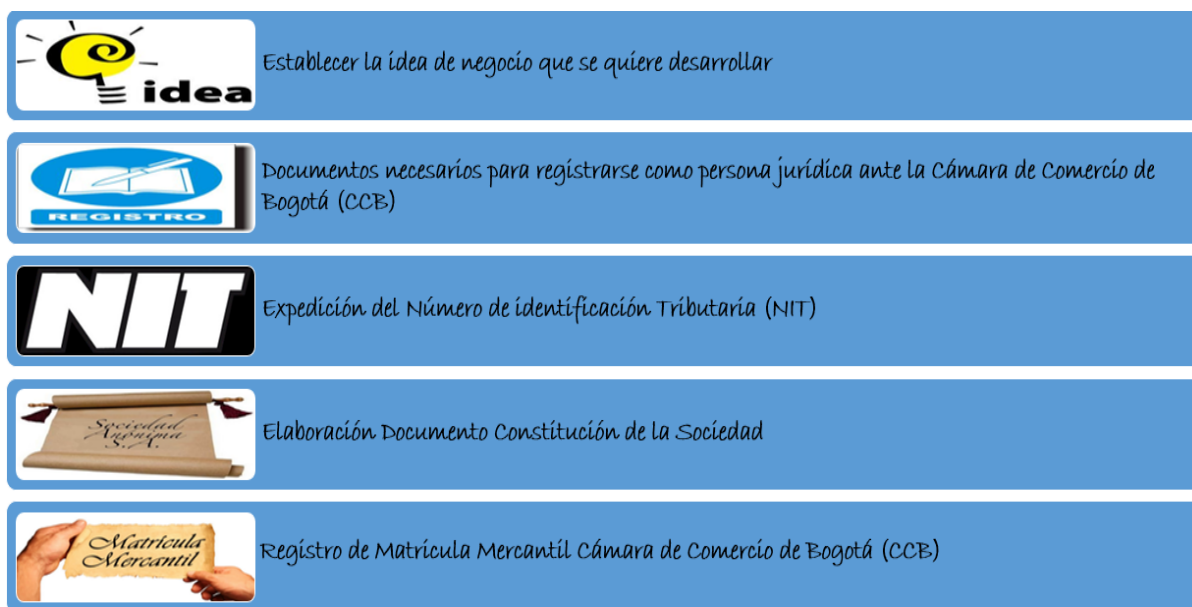 idea
Establecer la idea de negocio que se quiere desarrollar
REGISTRO
Documentos necesarios para registrarse como persona jurídica ante la Cámara de Comercio de
Bogotá (CCB)
NIT
Expedición del Número de identificación Tributaria (NIT)
Sociedad
Anónima
S.A.
Elaboración Documento Constitución de la Sociedad
Matrícula
Mercantil
Registro de Matricula Mercantil Cámara de Comercio de Bogotá (CCB)